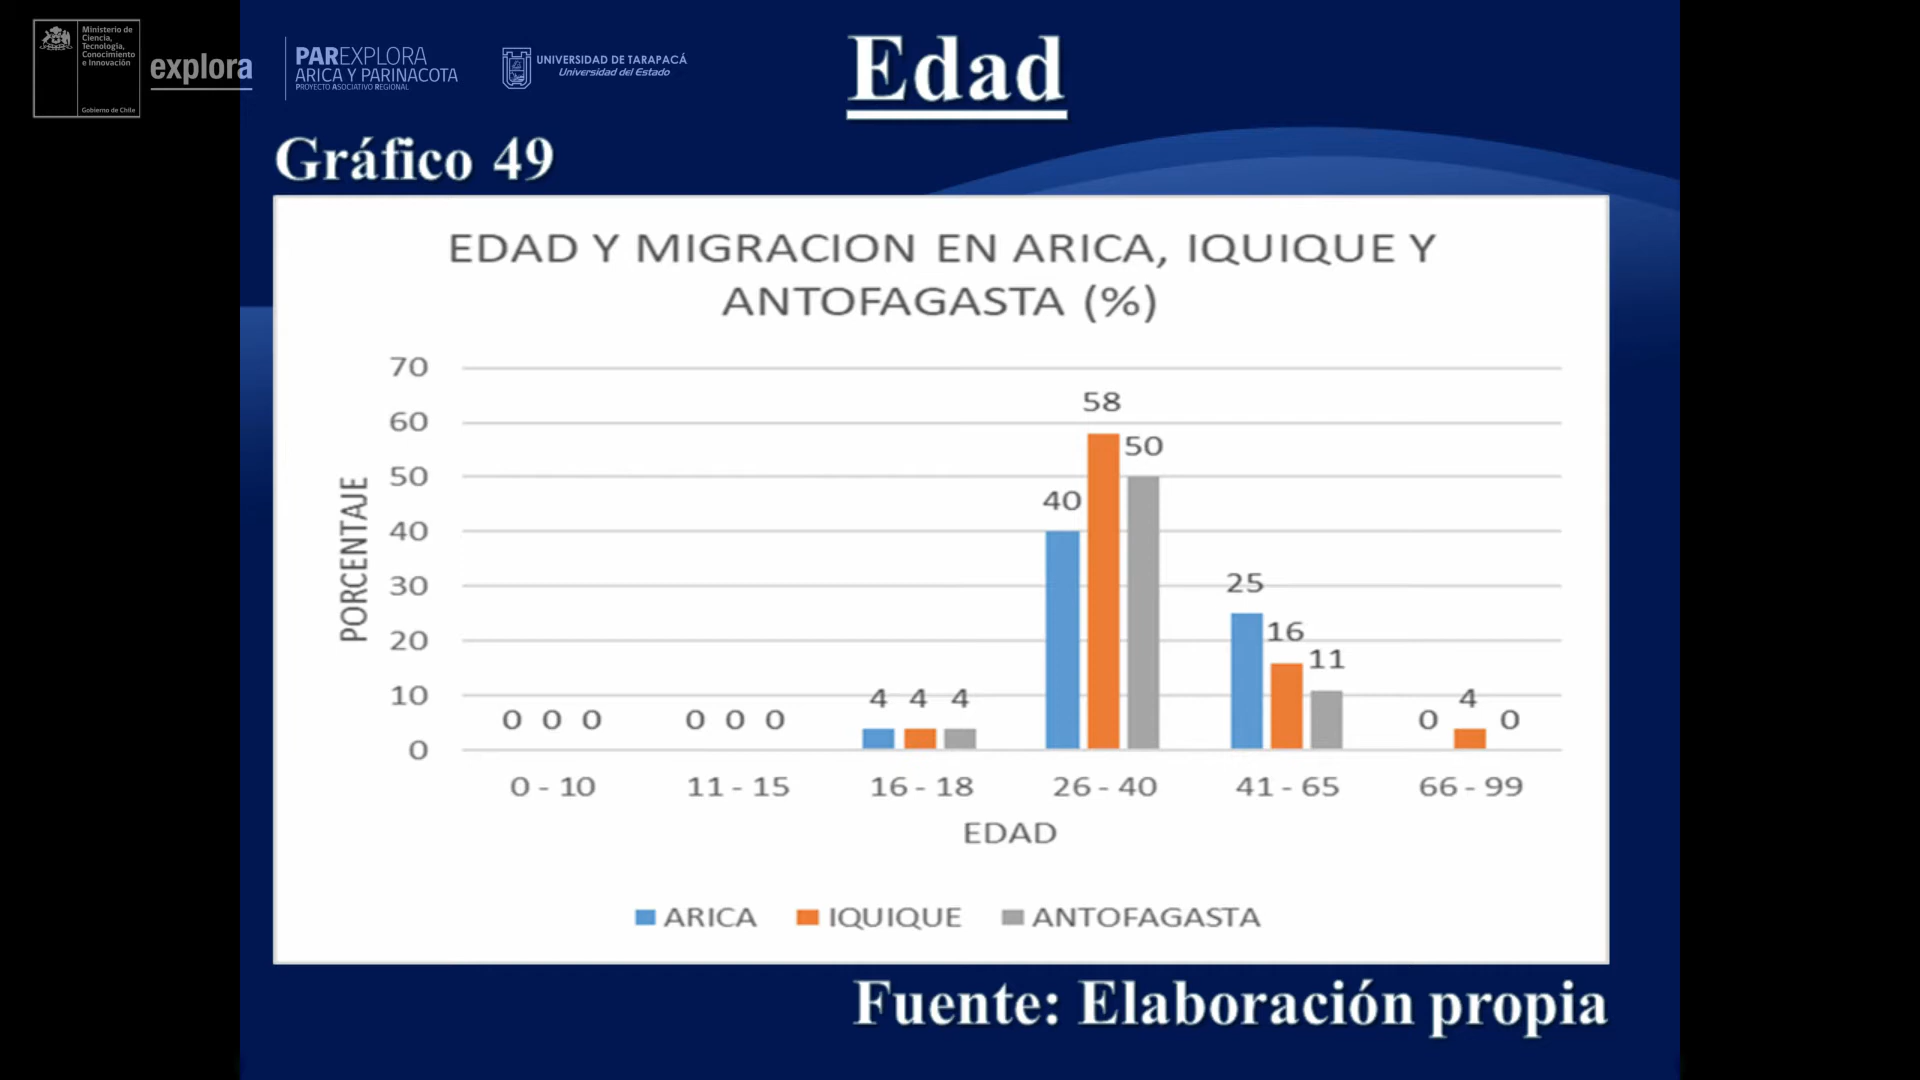 Ministerio de
Ciencia,
Tecnología,
Conocimiento
e Innovación
Gobierno de Chile
explora
PAREXPLORA
ARICA Y PARINACOTA
PROYECTO ASOCIATIVO REGIONAL
UNIVERSIDAD DE TARAPACÁ
Universidad del Estado
Edad
Gráfico 49
EDAD Y MIGRACION EN ARICA, IQUIQUE Y
ANTOFAGASTA (%)
PORCENTAJE
70
60
50
40
30
20
10
0
0 0 0
0 0 0
4 4 4
40 58 50
25 16 11
0 4 0
0 - 10 11 - 15 16 - 18 26 - 40 41 - 65 66 - 99
EDAD
ARICA IQUIQUE ANTOFAGASTA
Fuente: Elaboración propia